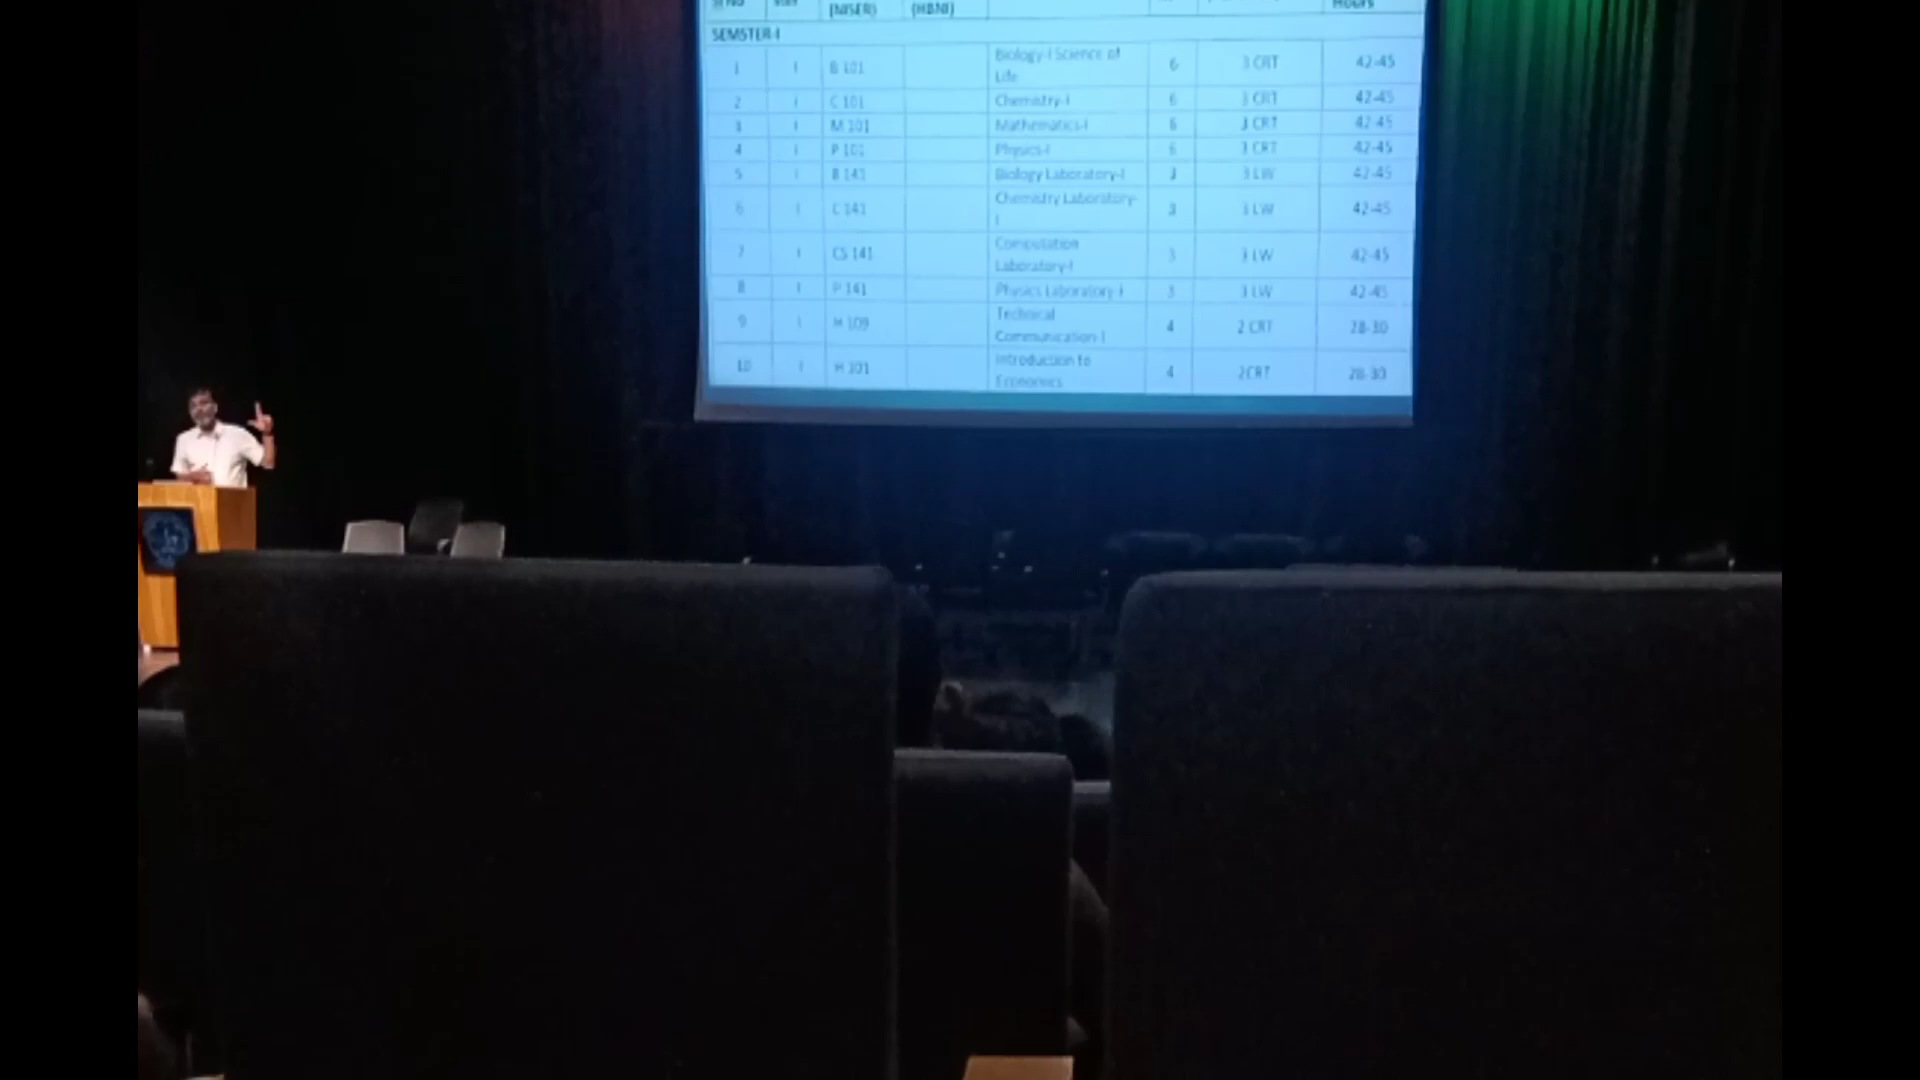 Sl No
(NISER) (HBNI) Hours
SEMSTER-I
1 I B 101 Biology-I Science of Life 6 3 CRT 42-45
2 I C 101 Chemistry-I 6 3 CRT 42-45
3 I M 101 Mathematics-I 6 3 CRT 42-45
4 I P 101 Physics-I 6 3 CRT 42-45
5 I B 141 Biology Laboratory-I 3 3 LW 42-45
6 I C 141 Chemistry Laboratory-I 3 3 LW 42-45
7 I CS 141 Computation Laboratory-I 3 3 LW 42-45
8 I P 141 Physics Laboratory-I 3 3 LW 42-45
9 I H 109 Technical Communication-I 4 2 CRT 28-30
10 I H 101 Introduction to Economics 4 2CRT 28-30